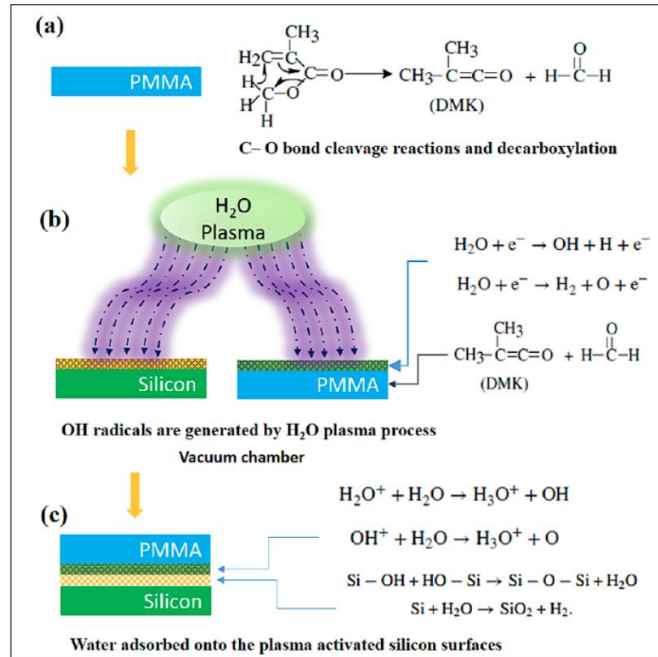 (a)
PMMA
CH₃
H₂C=C
C=O
H
C
O
H
H
CH₃
CH₃-C=C=O + H-C-H
O
(DMK)
C– O bond cleavage reactions and decarboxylation
(b)
H₂O
Plasma
H₂O + e⁻ → OH + H + e⁻
H₂O + e⁻ → H₂ + O + e⁻
CH₃
CH₃-C=C=O + H-C-H
O
(DMK)
Silicon
PMMA
OH radicals are generated by H₂O plasma process
Vacuum chamber
(c)
H₂O⁺ + H₂O → H₃O⁺ + OH
OH⁺ + H₂O → H₃O⁺ + O
Si – OH + HO – Si → Si – O – Si + H₂O
Si + H₂O → SiO₂ + H₂.
PMMA
Silicon
Water adsorbed onto the plasma activated silicon surfaces